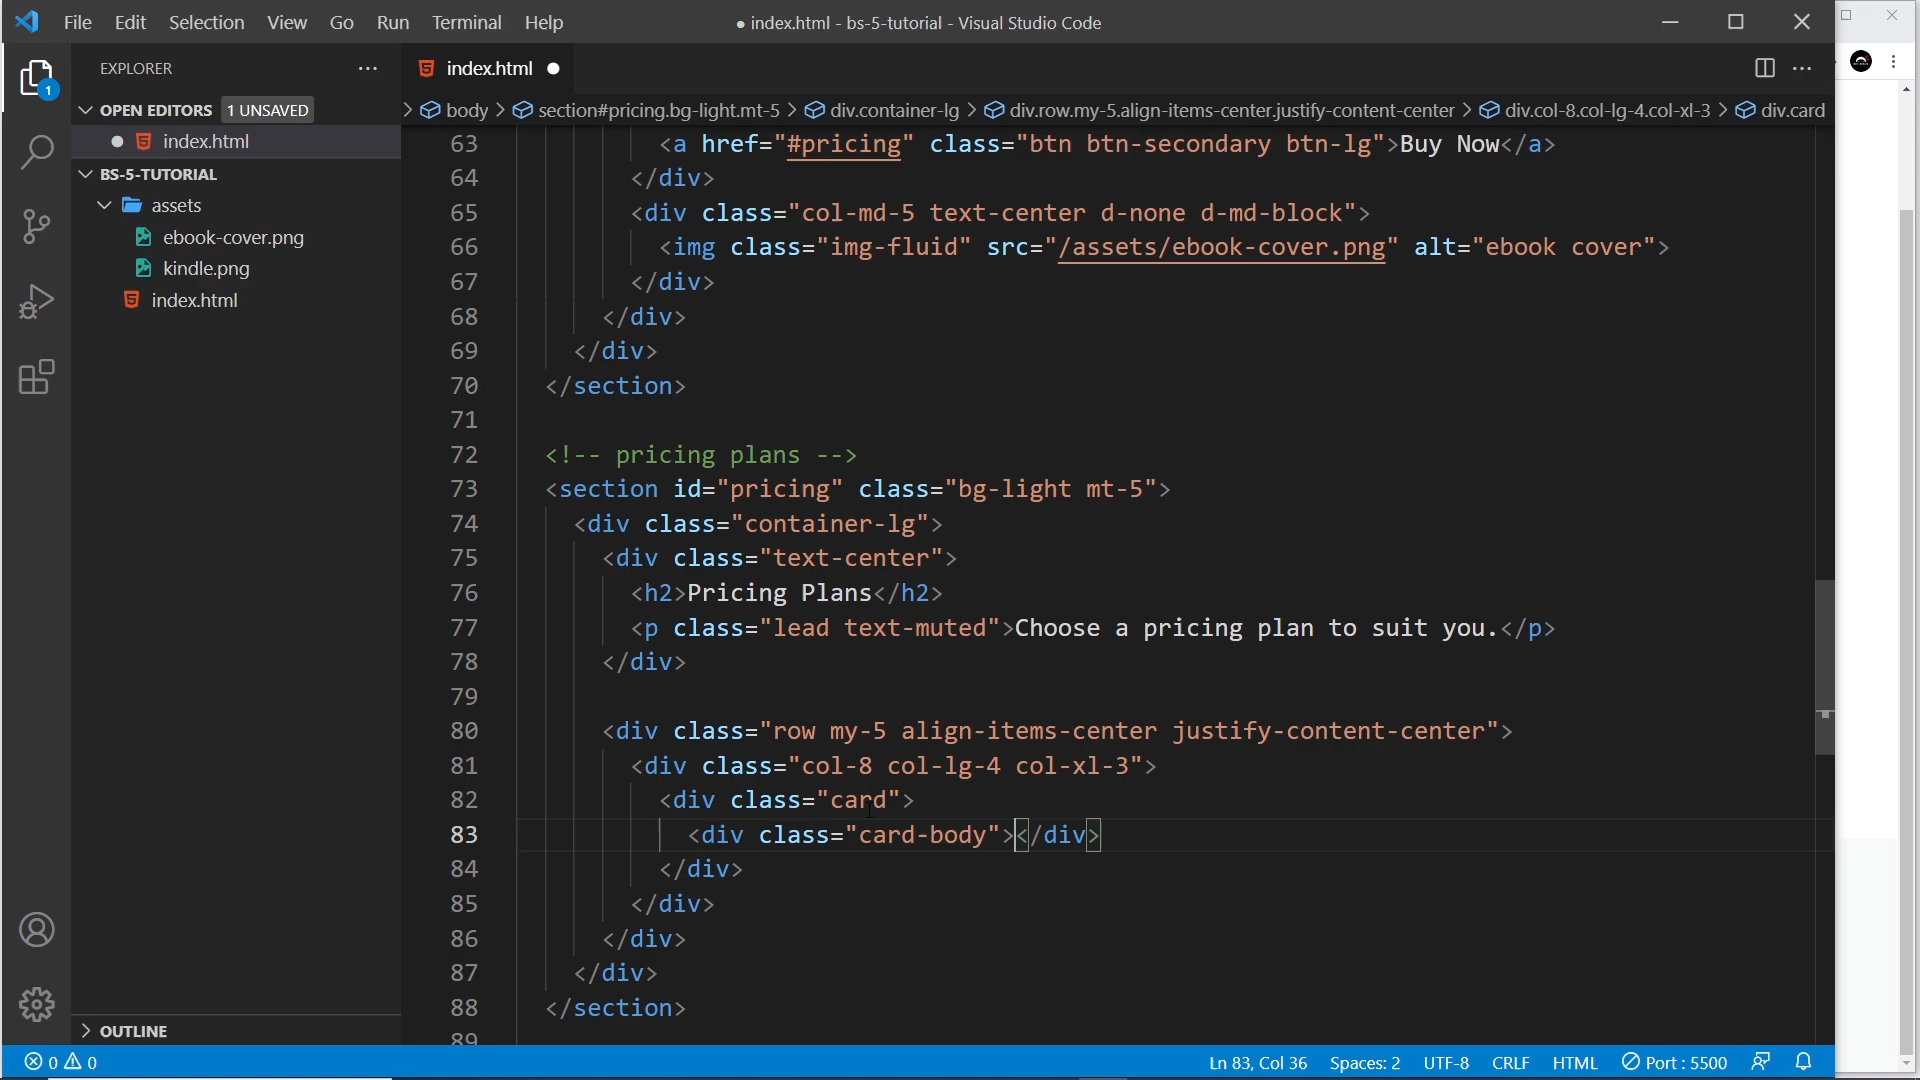 File Edit Selection View Go Run Terminal Help
● index.html - bs-5-tutorial - Visual Studio Code
EXPLORER
OPEN EDITORS 1 UNSAVED
index.html
BS-5-TUTORIAL
assets
ebook-cover.png
kindle.png
index.html
OUTLINE
1
index.html
body > section#pricing.bg-light.mt-5 > div.container-lg > div.row.my-5.align-items-center.justify-content-center > div.col-8.col-lg-4.col-xl-3 > div.card
63 <a href="#pricing" class="btn btn-secondary btn-lg">Buy Now</a>
64 </div>
65 <div class="col-md-5 text-center d-none d-md-block">
66 <img class="img-fluid" src="/assets/ebook-cover.png" alt="ebook cover">
67 </div>
68 </div>
69 </div>
70 </section>
71
72 <!-- pricing plans -->
73 <section id="pricing" class="bg-light mt-5">
74 <div class="container-lg">
75 <div class="text-center">
76 <h2>Pricing Plans</h2>
77 <p class="lead text-muted">Choose a pricing plan to suit you.</p>
78 </div>
79
80 <div class="row my-5 align-items-center justify-content-center">
81 <div class="col-8 col-lg-4 col-xl-3">
82 <div class="card">
83 <div class="card-body"></div>
84 </div>
85 </div>
86 </div>
87 </div>
88 </section>
89
0 0
Ln 83, Col 36 Spaces: 2 UTF-8 CRLF HTML Port : 5500